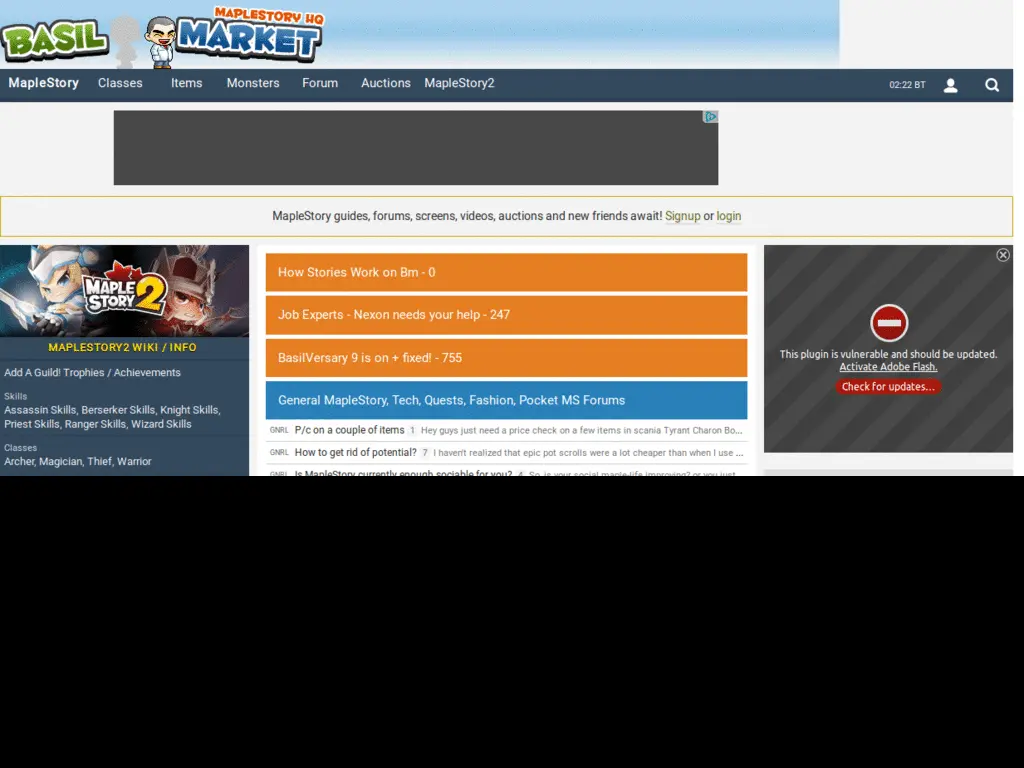 MAPLESTORY HQ
BASIL MARKET
MapleStory Classes Items Monsters Forum Auctions MapleStory2 02:22 BT
MapleStory guides, forums, screens, videos, auctions and new friends await! Signup or login
MAPLE STORY 2
MAPLESTORY2 WIKI / INFO
Add A Guild! Trophies / Achievements
Skills
Assassin Skills, Berserker Skills, Knight Skills,
Priest Skills, Ranger Skills, Wizard Skills
Classes
Archer, Magician, Thief, Warrior
How Stories Work on Bm - 0
Job Experts - Nexon needs your help - 247
BasilVersary 9 is on + fixed! - 755
General MapleStory, Tech, Quests, Fashion, Pocket MS Forums
GNRL P/c on a couple of items 1 Hey guys just need a price check on a few items in scania Tyrant Charon Bo...
GNRL How to get rid of potential? 7 I haven't realized that epic pot scrolls were a lot cheaper than when I use ...
GNRL Is MapleStory currently enough sociable for you? 4 So, is your social maple-life improving? or you just
This plugin is vulnerable and should be updated.
Activate Adobe Flash.
Check for updates...